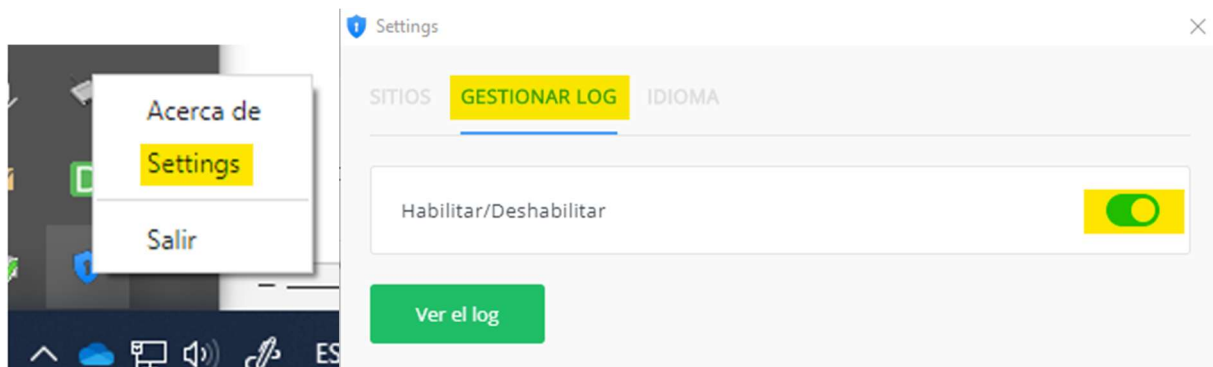 Acerca de
Settings
Salir
ES
Settings
SITIOS GESTIONAR LOG IDIOMA
Habilitar/Deshabilitar
Ver el log